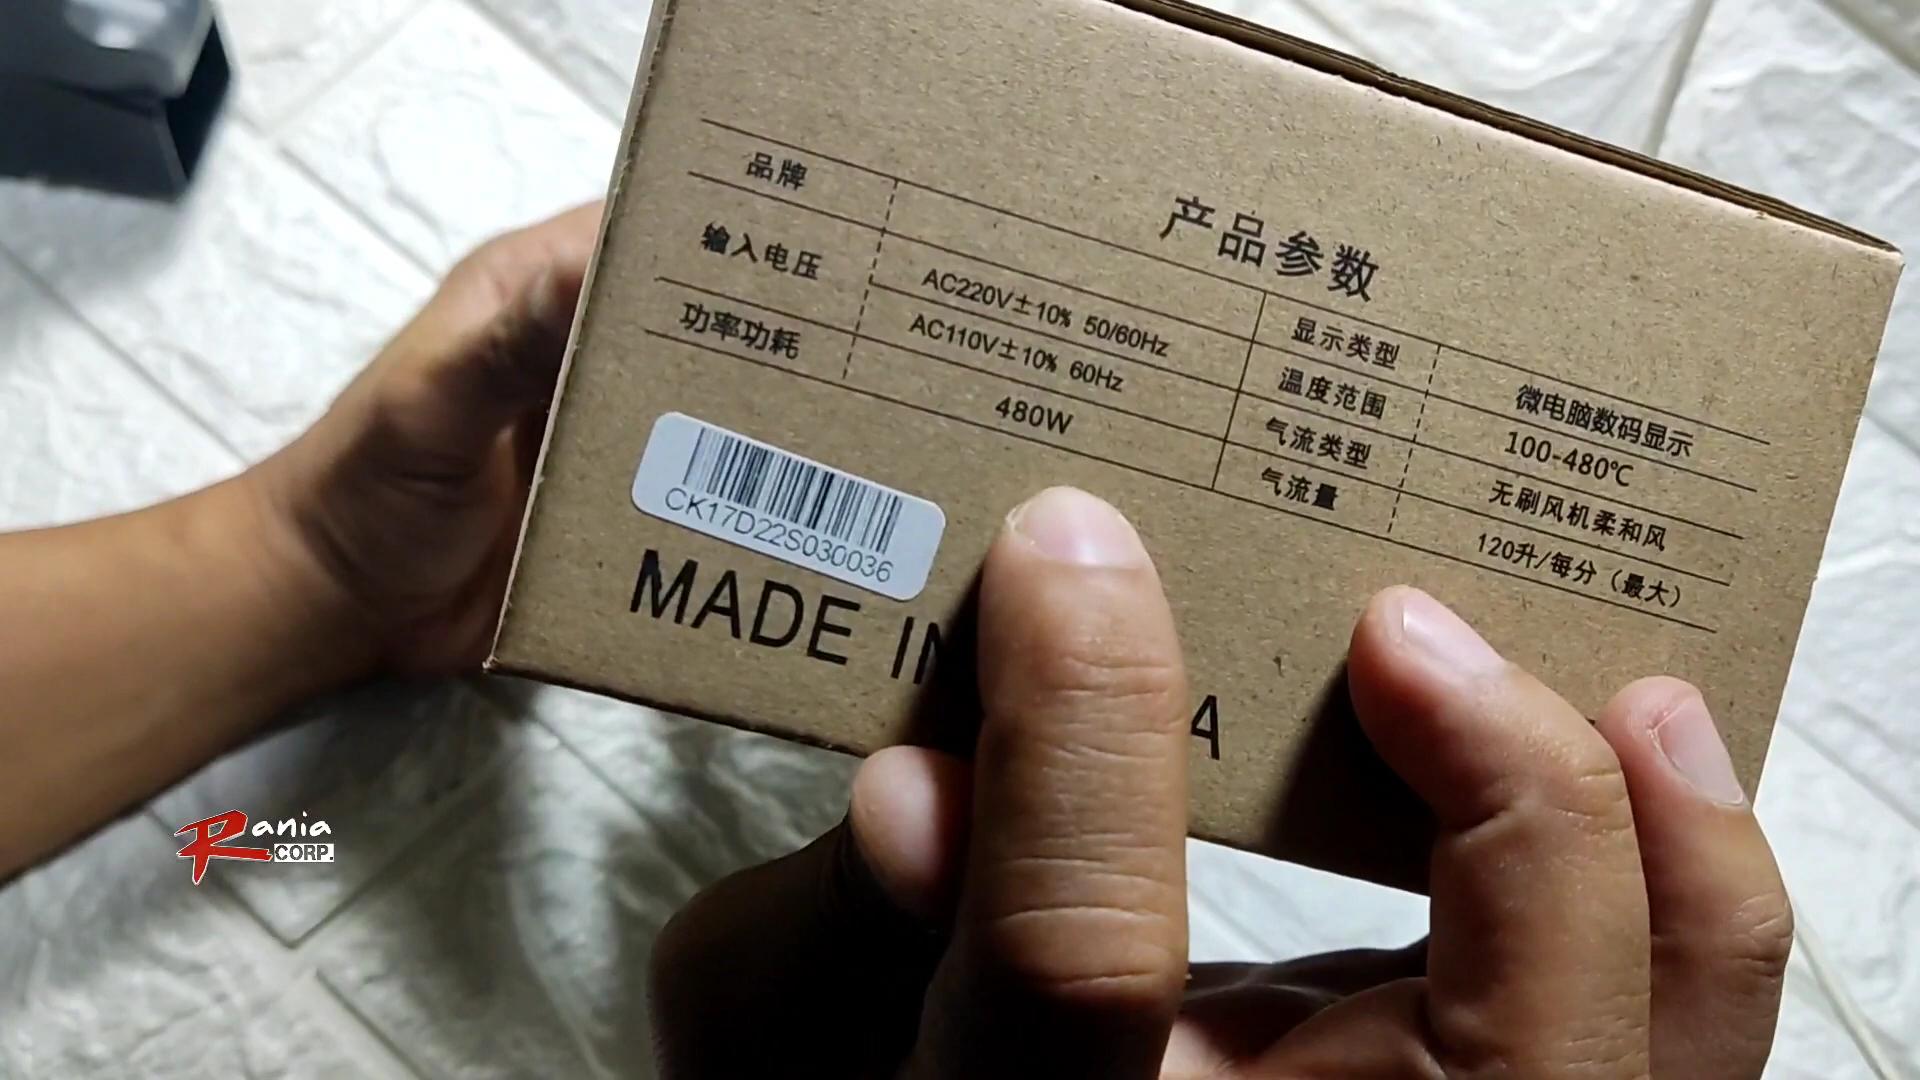 产品参数
品牌
输入电压
AC220V±10% 50/60Hz
AC110V±10% 60Hz
功率功耗
480W
显示类型
微电脑数码显示
温度范围
100-480℃
气流类型
无刷风机柔和风
气流量
120升/每分（最大）
CK17D22S030036
MADE IN A
Rania
CORP.